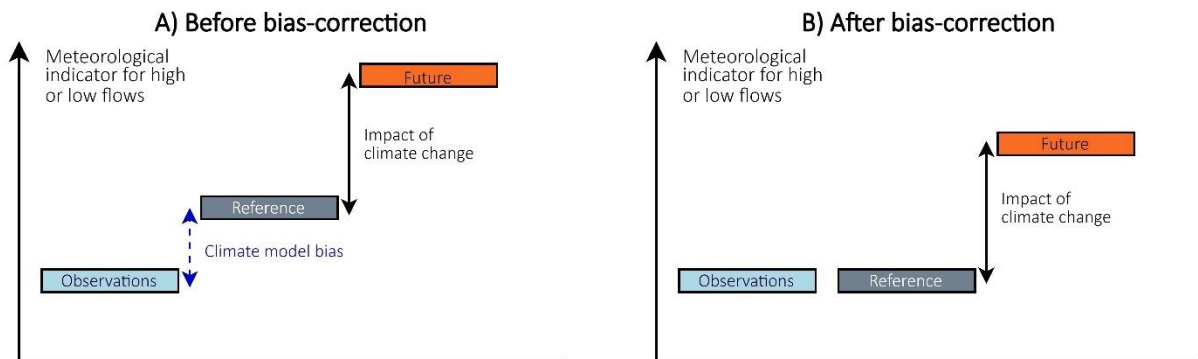 A) Before bias-correction
Meteorological
indicator for high
or low flows
Future
Impact of
climate change
Reference
Climate model bias
Observations
B) After bias-correction
Meteorological
indicator for high
or low flows
Future
Impact of
climate change
Observations
Reference